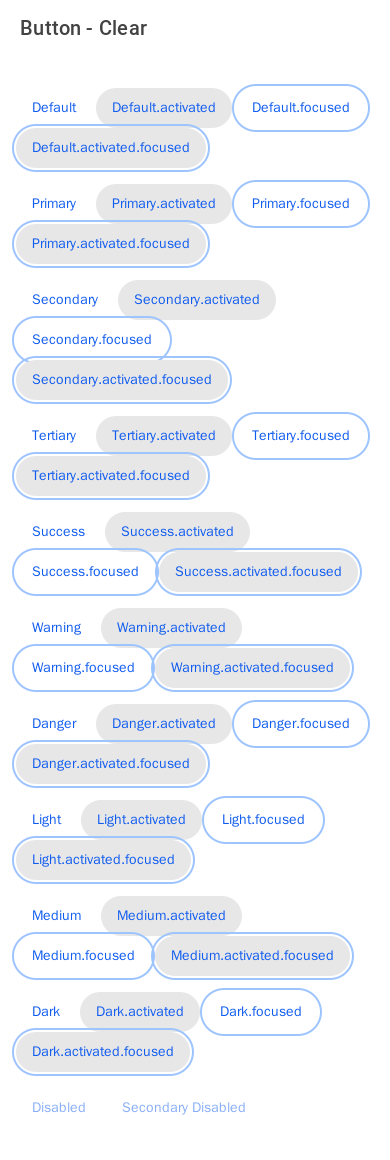 Button - Clear
Default Default.activated Default.focused
Default.activated.focused
Primary Primary.activated Primary.focused
Primary.activated.focused
Secondary Secondary.activated
Secondary.focused
Secondary.activated.focused
Tertiary Tertiary.activated Tertiary.focused
Tertiary.activated.focused
Success Success.activated
Success.focused Success.activated.focused
Warning Warning.activated
Warning.focused Warning.activated.focused
Danger Danger.activated Danger.focused
Danger.activated.focused
Light Light.activated Light.focused
Light.activated.focused
Medium Medium.activated
Medium.focused Medium.activated.focused
Dark Dark.activated Dark.focused
Dark.activated.focused
Disabled Secondary Disabled